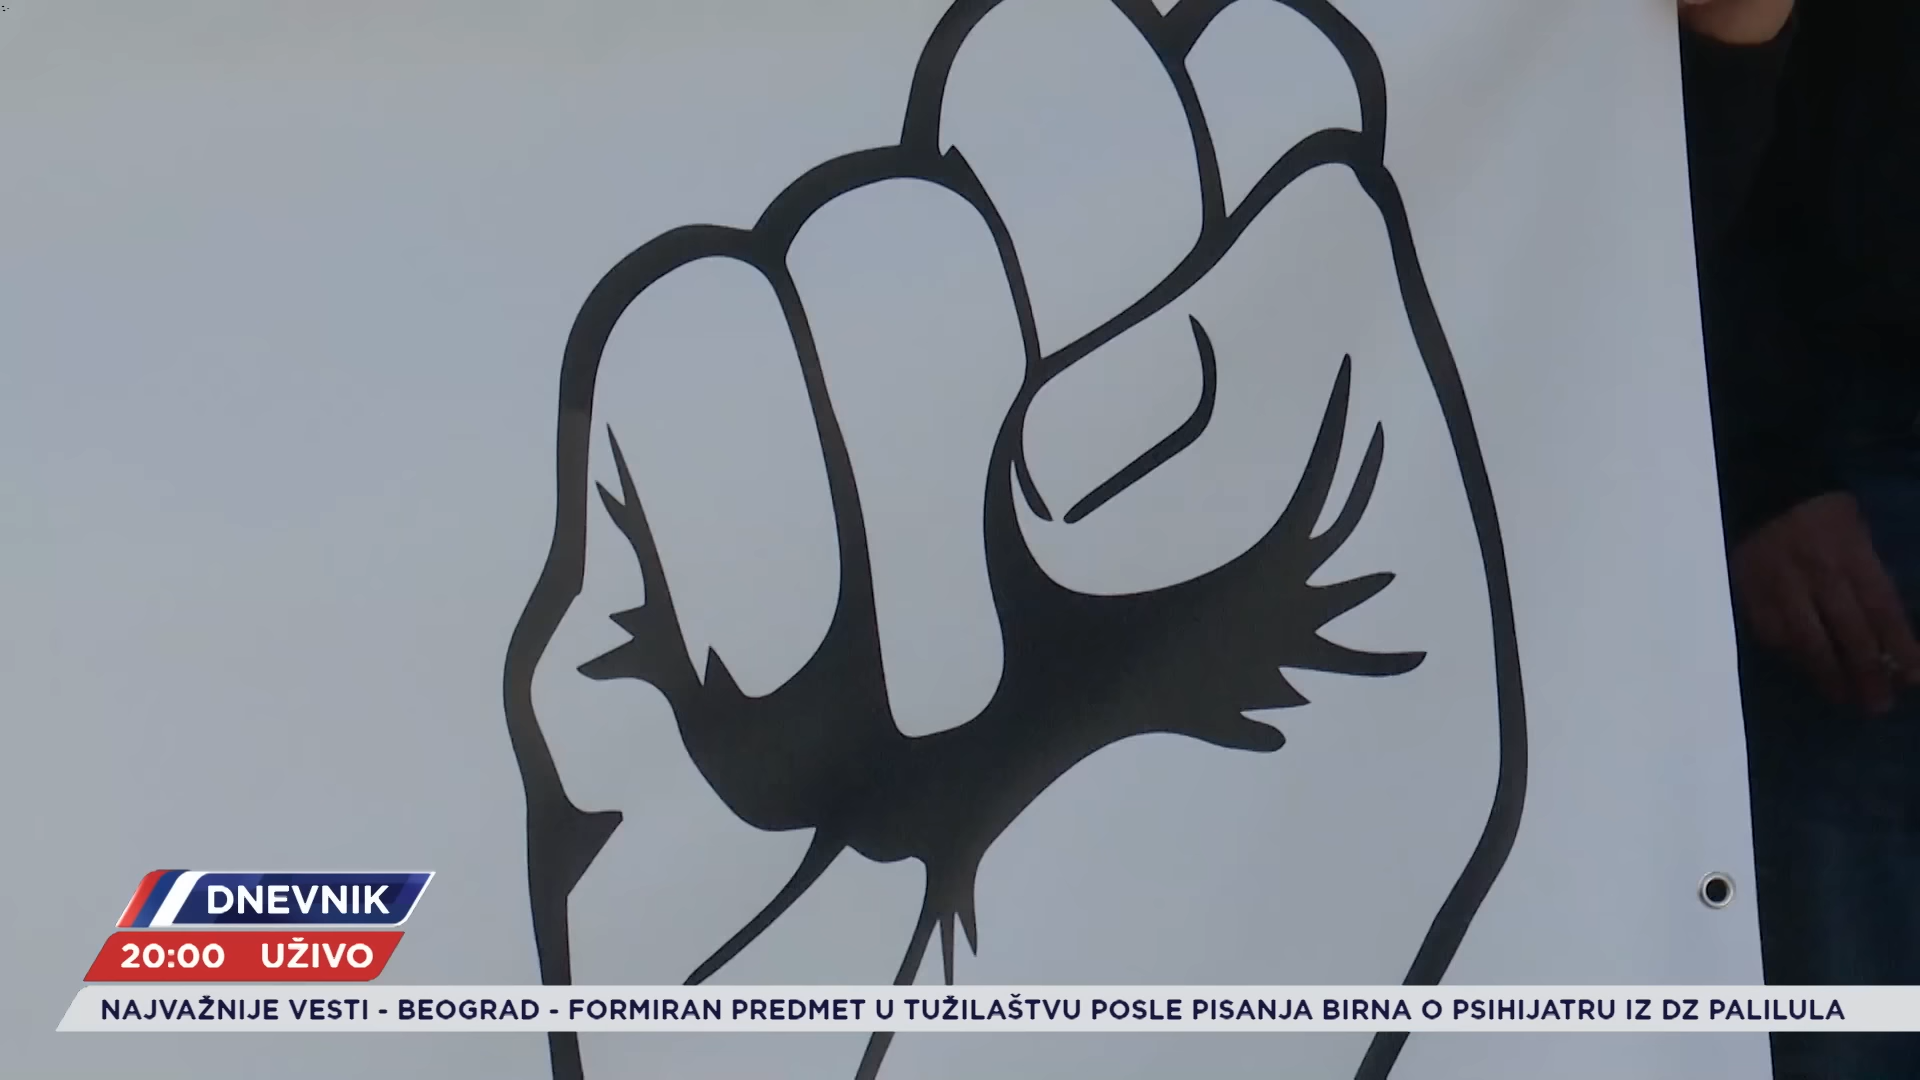 DNEVNIK
20:00 UŽIVO
NAJVAŽNIJE VESTI - BEOGRAD - FORMIRAN PREDMET U TUŽILAŠTVU POSLE PISANJA BIRNA O PSIHIJATRU IZ DZ PALILULA